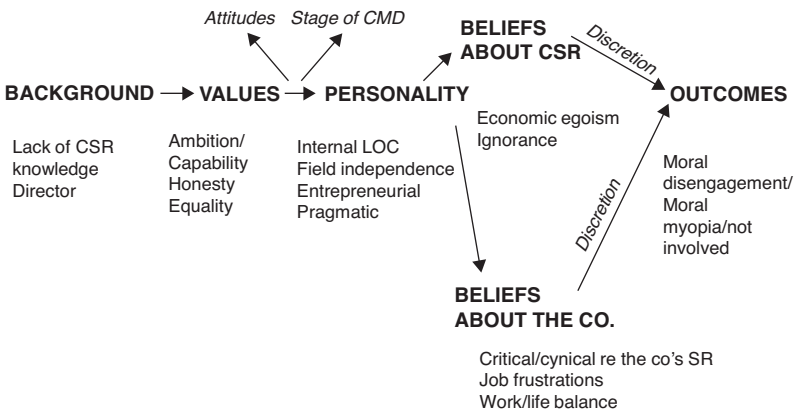 Attitudes Stage of CMD
BELIEFS
ABOUT CSR
Discretion
BACKGROUND VALUES PERSONALITY OUTCOMES
Lack of CSR
knowledge
Director
Ambition/
Capability
Honesty
Equality
Internal LOC
Field independence
Entrepreneurial
Pragmatic
Economic egoism
Ignorance
Discretion
Moral
disengagement/
Moral
myopia/not
involved
BELIEFS
ABOUT THE CO.
Critical/cynical re the co's SR
Job frustrations
Work/life balance